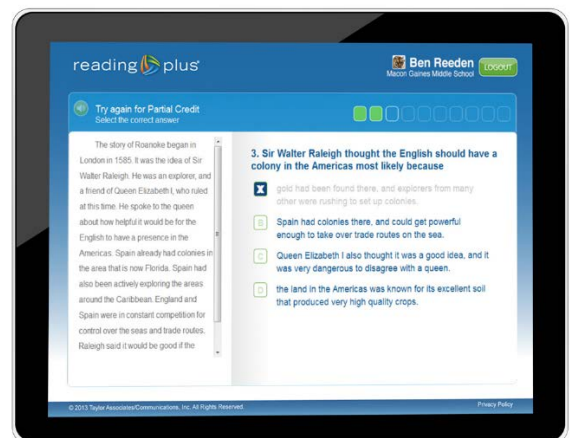 reading plus
Ben Reeden
Macon Gaines Middle School
LOGOUT
Try again for Partial Credit
Select the correct answer
The story of Roanoke began in
London in 1585. It was the idea of Sir
Walter Raleigh. He was an explorer, and
a friend of Queen Elizabeth I, who ruled
at this time. He spoke to the queen
about how helpful it would be for the
English to have a presence in the
Americas. Spain already had colonies in
the area that is now Florida. Spain had
also been actively exploring the areas
around the Caribbean. England and
Spain were in constant competition for
control over the seas and trade routes.
Raleigh said it would be good if the
3. Sir Walter Raleigh thought the English should have a
colony in the Americas most likely because
X gold had been found there, and explorers from many
other were rushing to set up colonies.
B Spain had colonies there, and could get powerful
enough to take over trade routes on the sea.
C Queen Elizabeth I also thought it was a good idea, and it
was very dangerous to disagree with a queen.
D the land in the Americas was known for its excellent soil
that produced very high quality crops.
© 2013 Taylor Associates/Communications, Inc. All Rights Reserved.
Privacy Policy